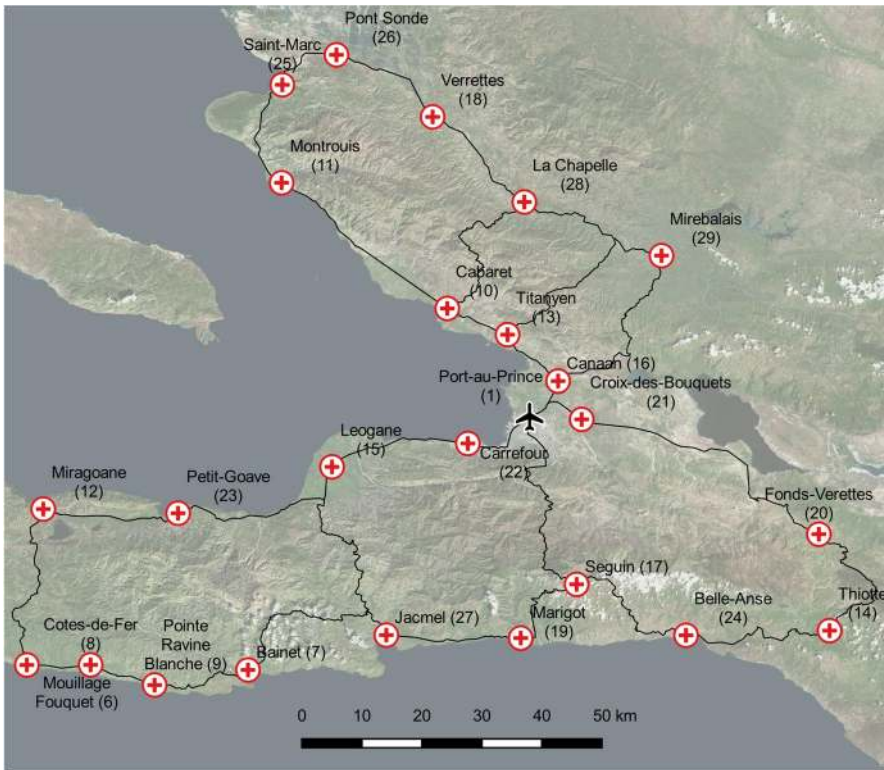 Pont Sonde
(26)
Saint-Marc
(25)
Verrettes
(18)
Montrouis
(11)
La Chapelle
(28)
Mirebalais
(29)
Cabaret
(10)
Titanyen
(13)
Canaan (16)
Port-au-Prince
(1)
Croix-des-Bouquets
(21)
Leogane
(15)
Carrefour
(22)
Miragoane
(12)
Petit-Goave
(23)
Fonds-Verettes
(20)
Seguin (17)
Belle-Anse
(24)
Thiotte
(14)
Cotes-de-Fer
(8)
Pointe
Ravine
Blanche (9)
Bainet (7)
Jacmel (27)
Marigot
(19)
Mouillage
Fouquet (6)
0 10 20 30 40 50 km